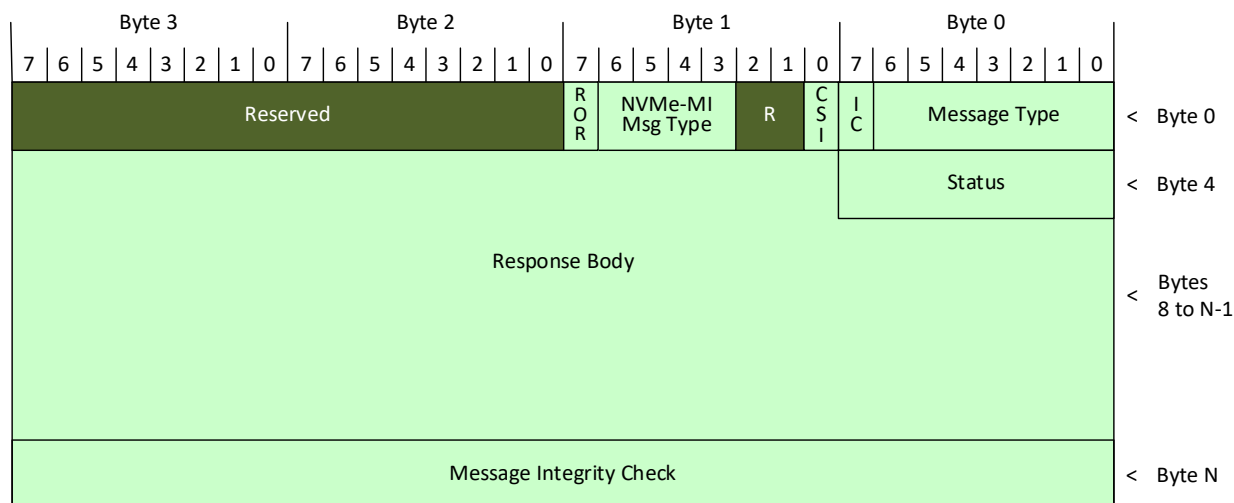 Byte 3 Byte 2 Byte 1 Byte 0
7 6 5 4 3 2 1 0 7 6 5 4 3 2 1 0 7 6 5 4 3 2 1 0 7 6 5 4 3 2 1 0
Reserved
R
O
R
NVMe-MI
Msg Type
R
C
S
I
I
C
Message Type
< Byte 0
Status
< Byte 4
Response Body
< Bytes
8 to N-1
Message Integrity Check
< Byte N